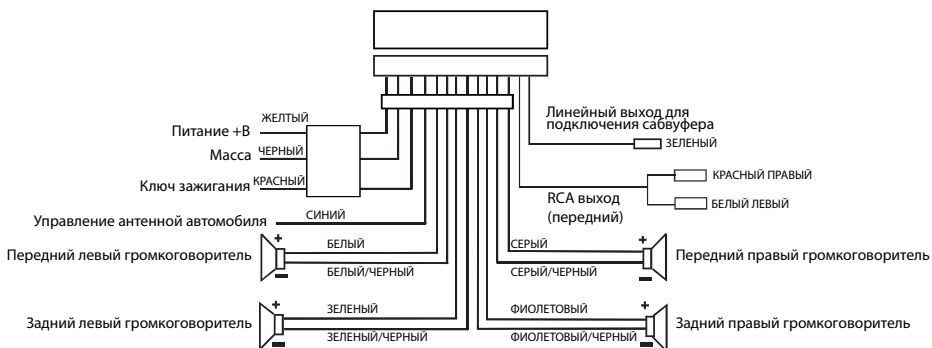 Линейный выход для
подключения сабвуфера
ЖЕЛТЫЙ
Питание +В
ЗЕЛЕНЫЙ
ЧЕРНЫЙ
Масса
КРАСНЫЙ ПРАВЫЙ
КРАСНЫЙ
Ключ зажигания
RCA выход
(передний)
БЕЛЫЙ ЛЕВЫЙ
СИНИЙ
Управление антенной автомобиля
БЕЛЫЙ
СЕРЫЙ
+
+
Передний левый громкоговоритель
Передний правый громкоговоритель
БЕЛЫЙ/ЧЕРНЫЙ
СЕРЫЙ/ЧЕРНЫЙ
ЗЕЛЕНЫЙ
ФИОЛЕТОВЫЙ
+
+
Задний левый громкоговоритель
Задний правый громкоговоритель
ЗЕЛЕНЫЙ/ЧЕРНЫЙ
ФИОЛЕТОВЫЙ/ЧЕРНЫЙ